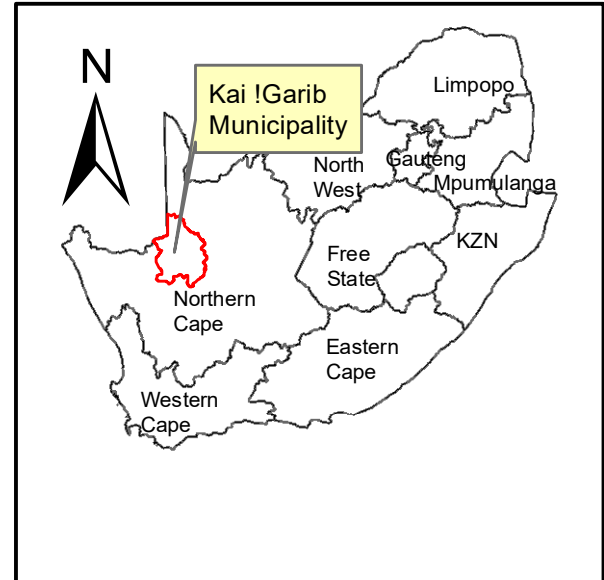 N
Kai !Garib
Municipality
Limpopo
Gauteng
North
West
Mpumulanga
KZN
Free
State
Northern
Cape
Eastern
Cape
Western
Cape